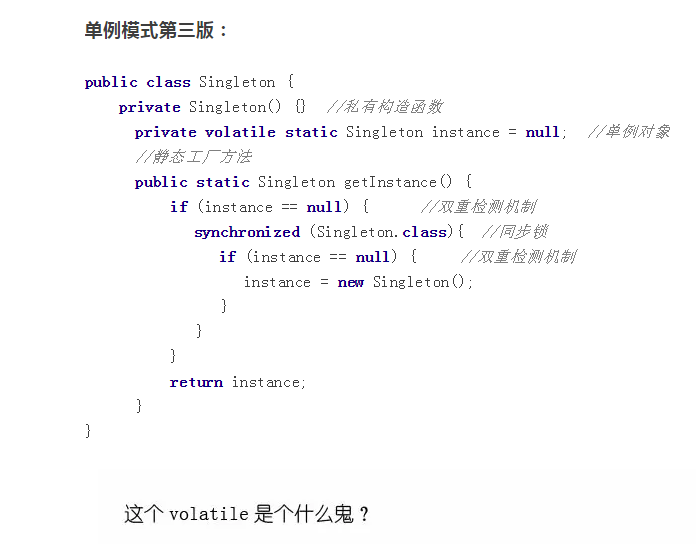 单例模式第三版：
public class Singleton {
private Singleton() {} //私有构造函数
private volatile static Singleton instance = null; //单例对象
//静态工厂方法
public static Singleton getInstance() {
if (instance == null) { //双重检测机制
synchronized (Singleton.class){ //同步锁
if (instance == null) { //双重检测机制
instance = new Singleton();
}
}
}
return instance;
}
}
这个 volatile 是个什么鬼？